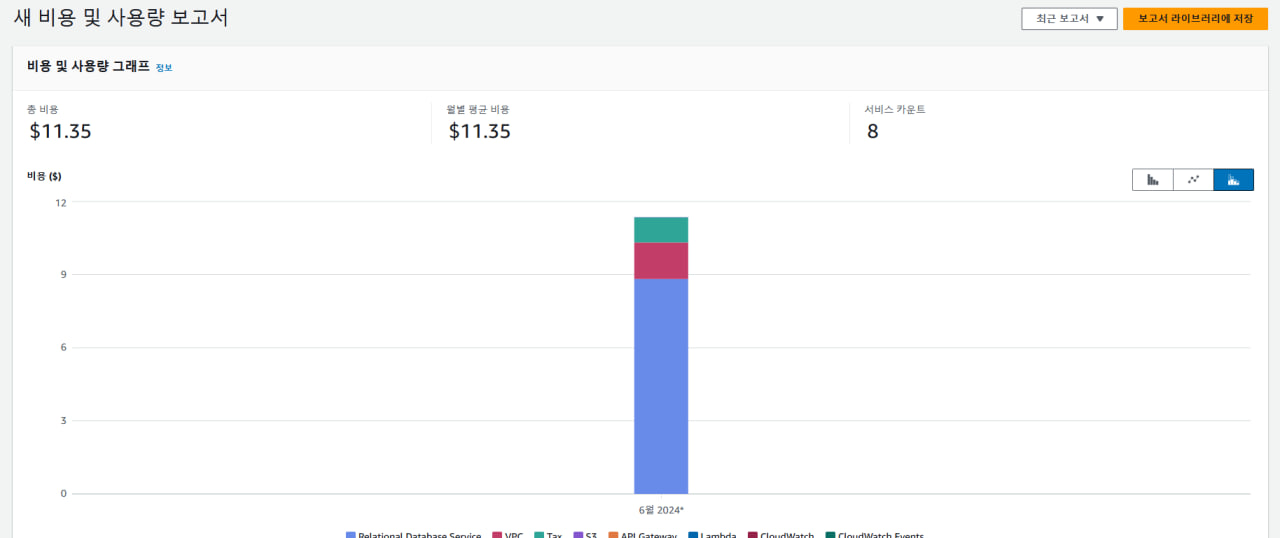 새 비용 및 사용량 보고서
최근 보고서 ▼
보고서 라이브러리에 저장
비용 및 사용량 그래프 정보
총 비용
$11.35
월별 평균 비용
$11.35
서비스 카운트
8
비용 ($)
12
9
6
3
0
6월 2024*
Relational Database Service VPC Tax S3 API Gateway Lambda CloudWatch CloudWatch Events